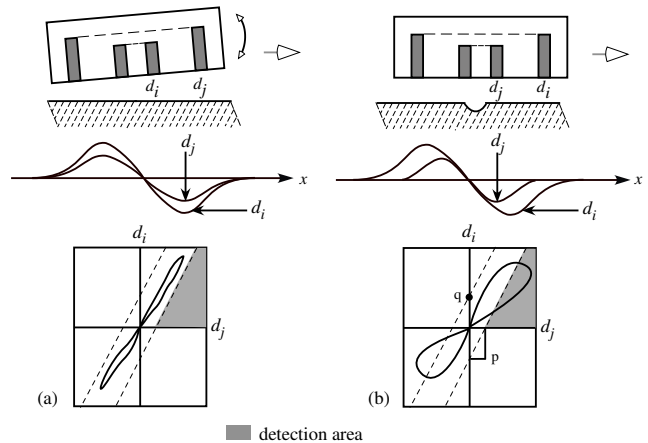 d_i d_j
d_j d_i
d_j x
d_i
d_j x
d_i
d_i
d_j
(a)
d_i
q
d_j
p
(b)
detection area